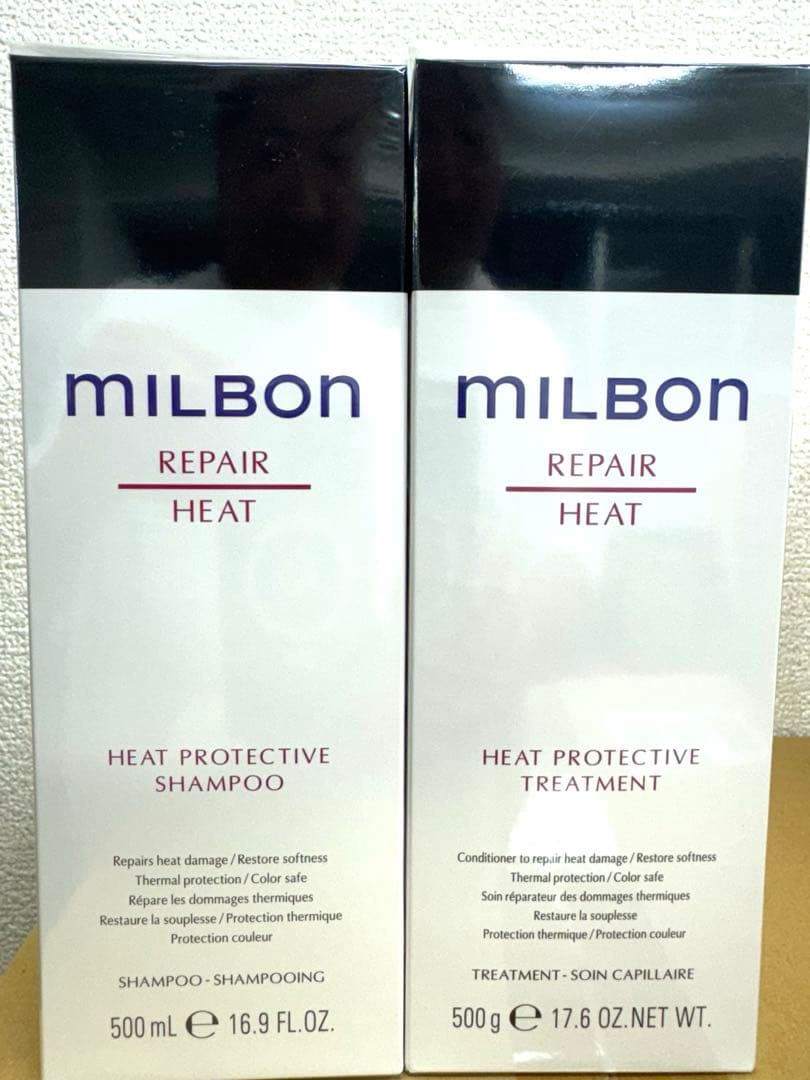 milbon
REPAIR
HEAT
HEAT PROTECTIVE
SHAMPOO
Repairs heat damage / Restore softness
Thermal protection / Color safe
Répare les dommages thermiques
Restaure la souplesse / Protection thermique
Protection couleur
SHAMPOO - SHAMPOOING
500 mL ℮ 16.9 FL.OZ.
milbon
REPAIR
HEAT
HEAT PROTECTIVE
TREATMENT
Conditioner to repair heat damage / Restore softness
Thermal protection / Color safe
Soin réparateur des dommages thermiques
Restaure la souplesse
Protection thermique / Protection couleur
TREATMENT - SOIN CAPILLAIRE
500 g ℮ 17.6 OZ.NET WT.